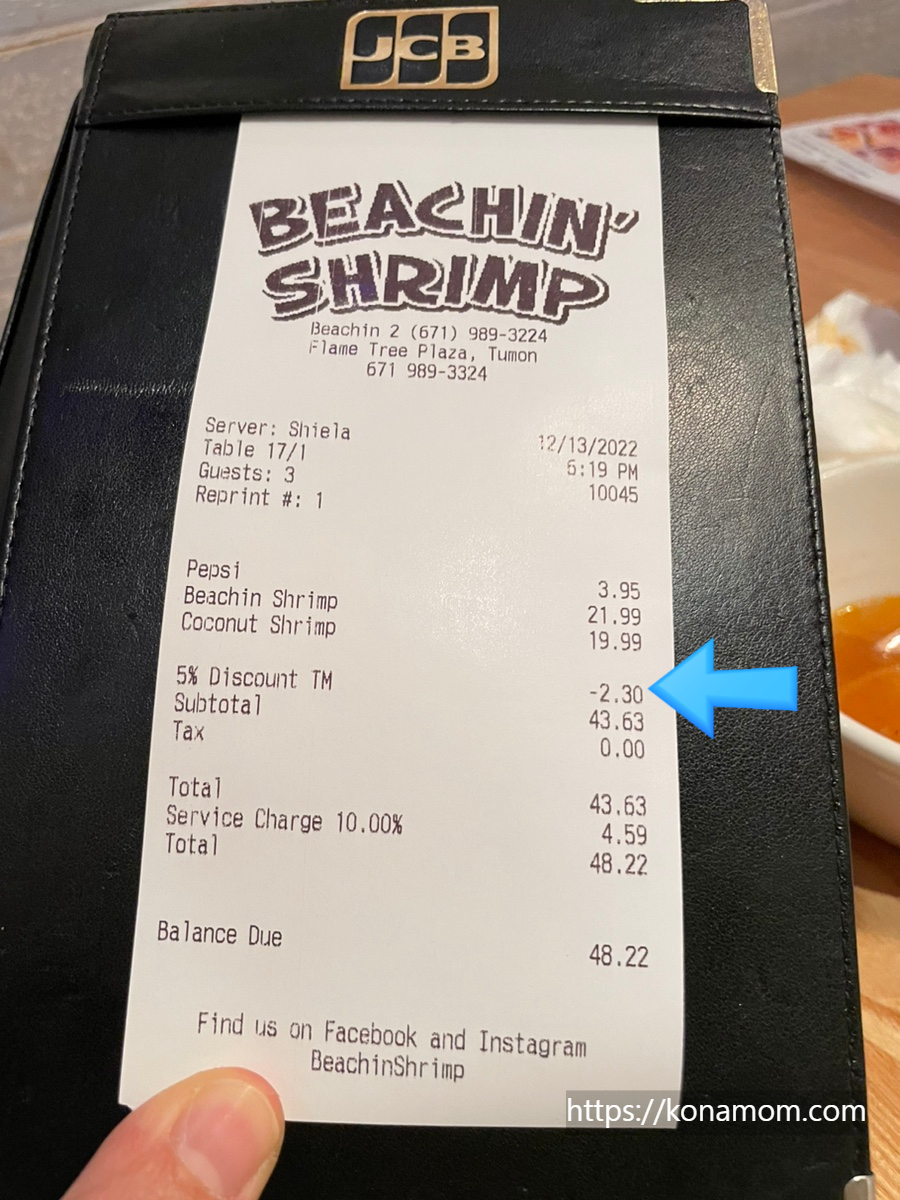 JCB
BEACHIN'
SHRIMP
Beachin 2 (671) 989-3224
Flame Tree Plaza, Tumon
671 989-3324
Server: Shiela
Table 17/1 12/13/2022
Guests: 3 6:19 PM
Reprint #: 1 10045
Pepsi 3.95
Beachin Shrimp 21.99
Coconut Shrimp 19.99
5% Discount TM -2.30
Subtotal 43.63
Tax 0.00
Total 43.63
Service Charge 10.00% 4.59
Total 48.22
Balance Due 48.22
Find us on Facebook and Instagram
BeachinShrimp
https://konamom.com